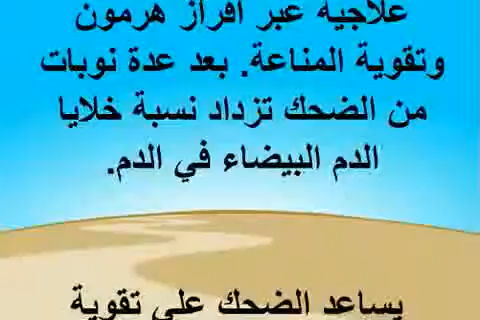 علاجية عبر افراز هرمون
وتقوية المناعة. بعد عدة نوبات
من الضحك تزداد نسبة خلايا
الدم البيضاء في الدم.
يساعد الضحك على تقوية